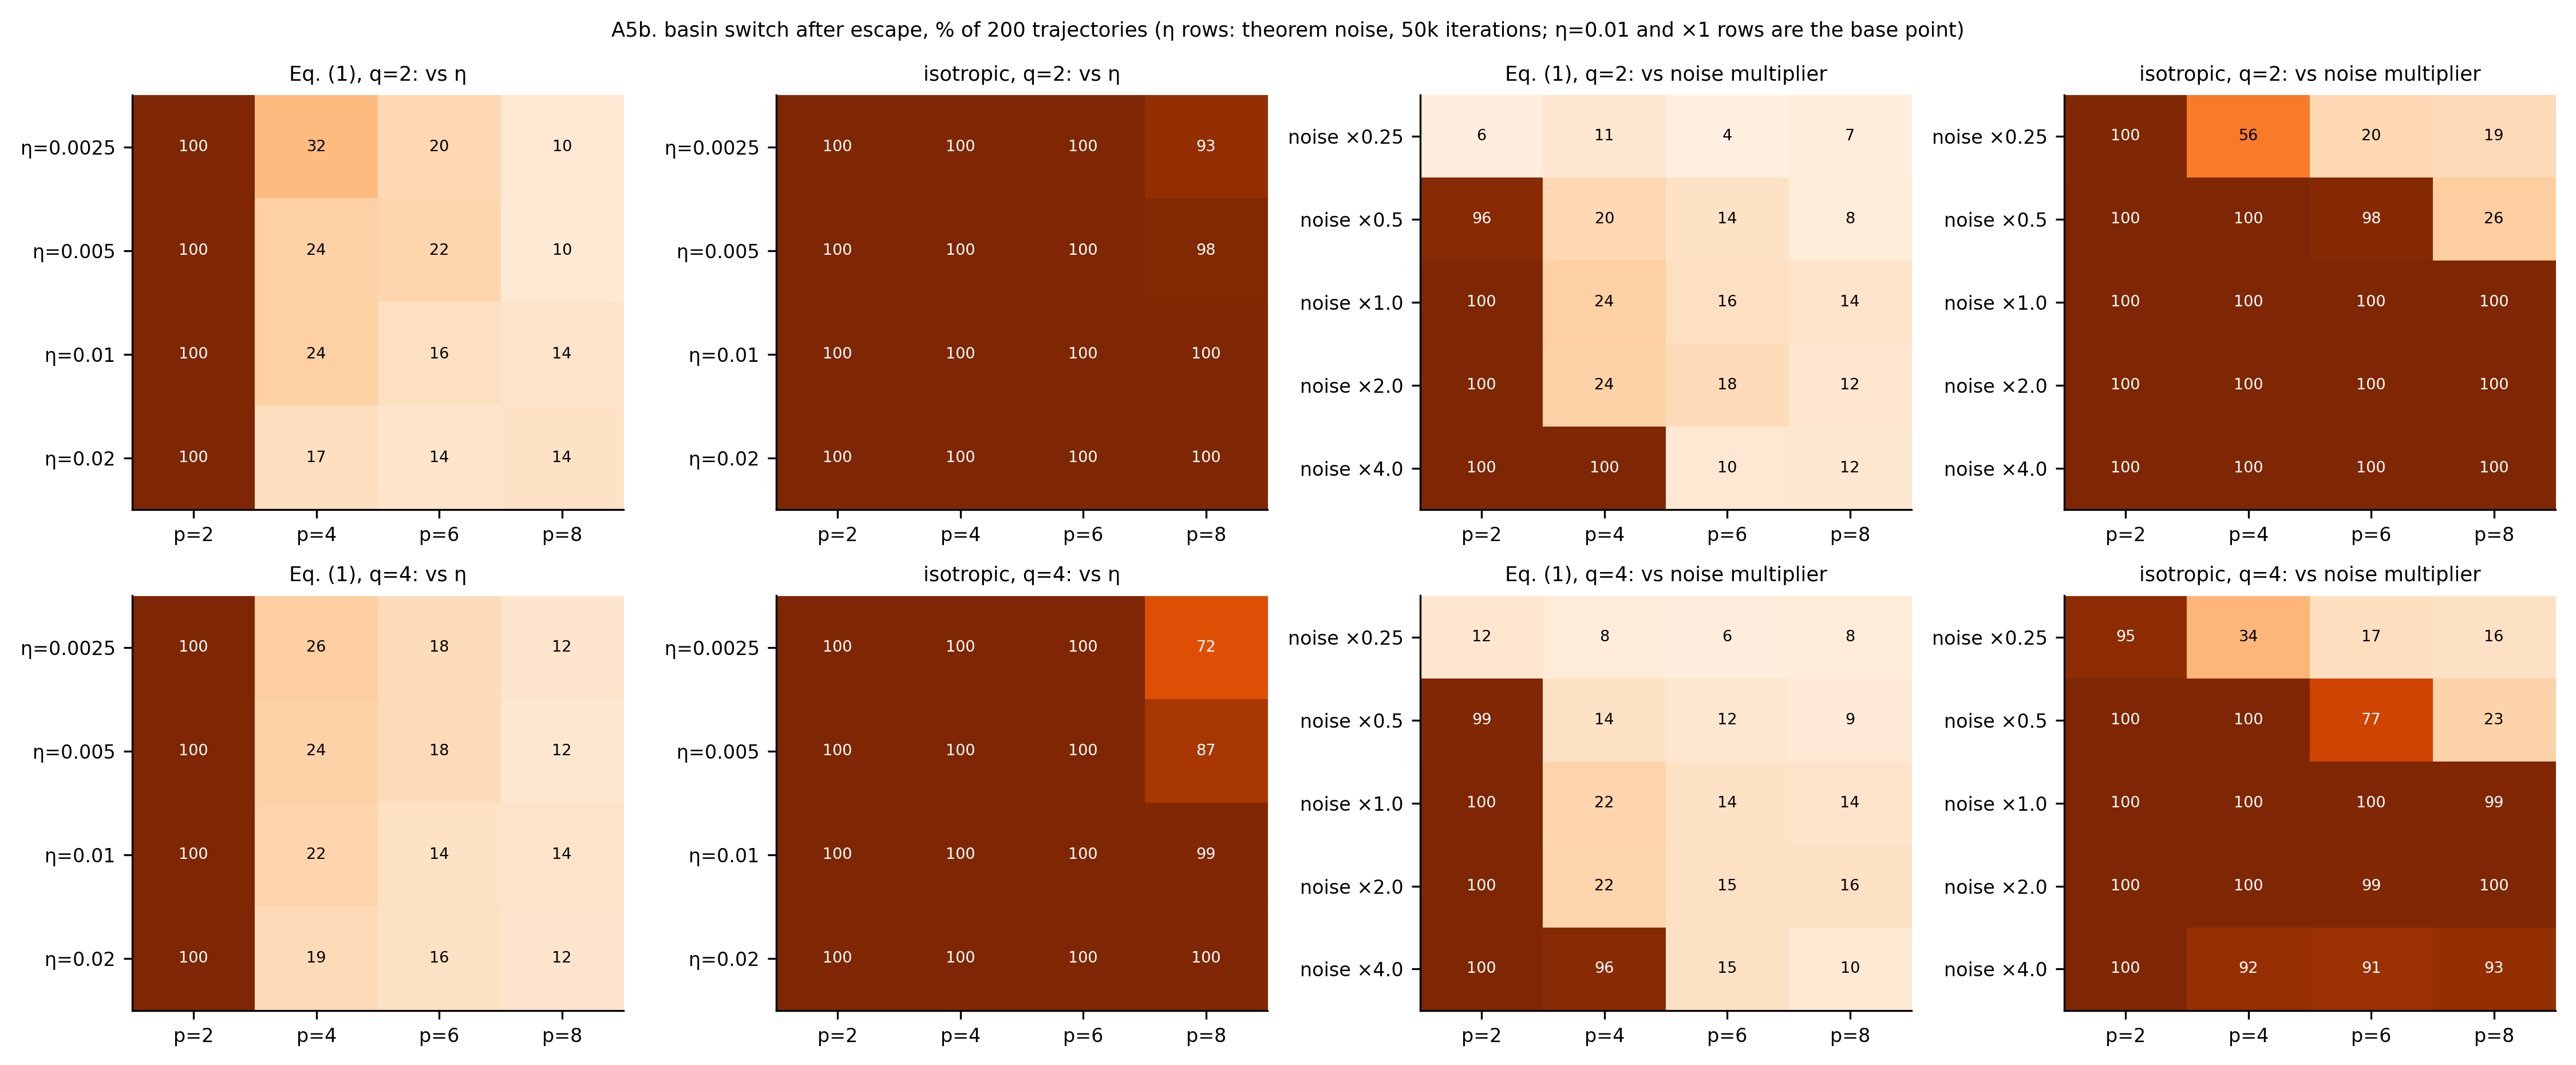 A5b. basin switch after escape, % of 200 trajectories (η rows: theorem noise, 50k iterations; η=0.01 and ×1 rows are the base point)
Eq. (1), q=2: vs η
η=0.0025 100 32 20 10
η=0.005 100 24 22 10
η=0.01 100 24 16 14
η=0.02 100 17 14 14
p=2 p=4 p=6 p=8
isotropic, q=2: vs η
η=0.0025 100 100 100 93
η=0.005 100 100 100 98
η=0.01 100 100 100 100
η=0.02 100 100 100 100
p=2 p=4 p=6 p=8
Eq. (1), q=2: vs noise multiplier
noise ×0.25 6 11 4 7
noise ×0.5 96 20 14 8
noise ×1.0 100 24 16 14
noise ×2.0 100 24 18 12
noise ×4.0 100 100 10 12
p=2 p=4 p=6 p=8
isotropic, q=2: vs noise multiplier
noise ×0.25 100 56 20 19
noise ×0.5 100 100 98 26
noise ×1.0 100 100 100 100
noise ×2.0 100 100 100 100
noise ×4.0 100 100 100 100
p=2 p=4 p=6 p=8
Eq. (1), q=4: vs η
η=0.0025 100 26 18 12
η=0.005 100 24 18 12
η=0.01 100 22 14 14
η=0.02 100 19 16 12
p=2 p=4 p=6 p=8
isotropic, q=4: vs η
η=0.0025 100 100 100 72
η=0.005 100 100 100 87
η=0.01 100 100 100 99
η=0.02 100 100 100 100
p=2 p=4 p=6 p=8
Eq. (1), q=4: vs noise multiplier
noise ×0.25 12 8 6 8
noise ×0.5 99 14 12 9
noise ×1.0 100 22 14 14
noise ×2.0 100 22 15 16
noise ×4.0 100 96 15 10
p=2 p=4 p=6 p=8
isotropic, q=4: vs noise multiplier
noise ×0.25 95 34 17 16
noise ×0.5 100 100 77 23
noise ×1.0 100 100 100 99
noise ×2.0 100 100 99 100
noise ×4.0 100 92 91 93
p=2 p=4 p=6 p=8